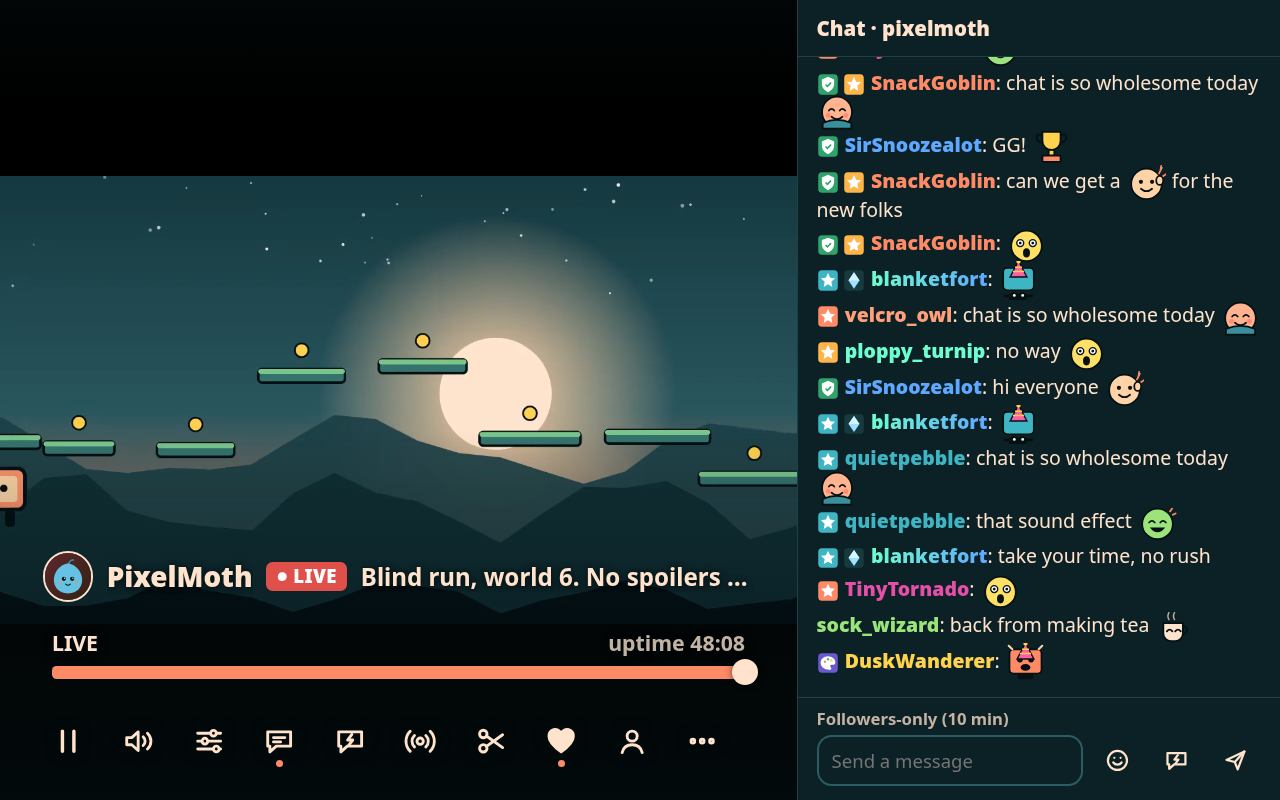 PixelMoth
LIVE
Blind run, world 6. No spoilers ...
LIVE
uptime 48:08
Chat · pixelmoth
SnackGoblin: chat is so wholesome today
SirSnoozealot: GG!
SnackGoblin: can we get a for the
new folks
SnackGoblin:
blanketfort:
velcro_owl: chat is so wholesome today
ploppy_turnip: no way
SirSnoozealot: hi everyone
blanketfort:
quietpebble: chat is so wholesome today
quietpebble: that sound effect
blanketfort: take your time, no rush
TinyTornado:
sock_wizard: back from making tea
DuskWanderer:
Followers-only (10 min)
Send a message